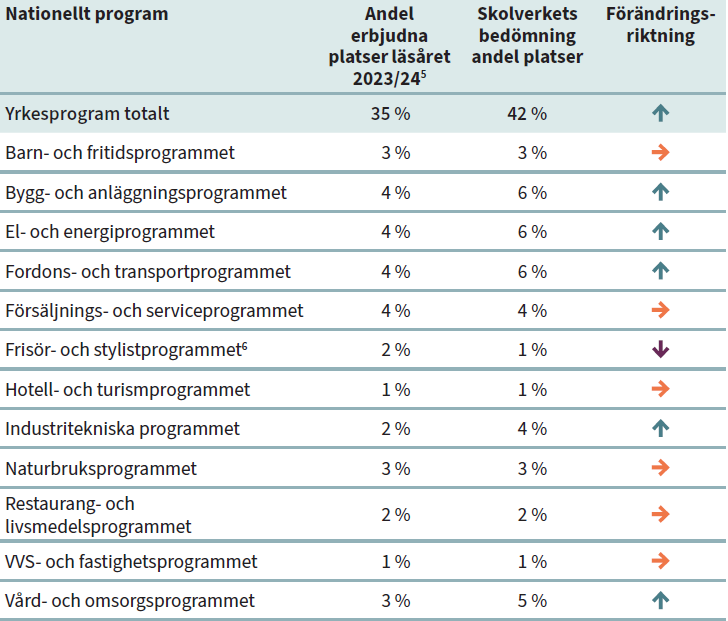 Nationellt program Andel Skolverkets Förändrings-
erbjudna bedömning riktning
platser läsåret andel platser
2023/24⁵
Yrkesprogram totalt 35 % 42 % ↑
Barn- och fritidsprogrammet 3 % 3 % →
Bygg- och anläggningsprogrammet 4 % 6 % ↑
El- och energiprogrammet 4 % 6 % ↑
Fordons- och transportprogrammet 4 % 6 % ↑
Försäljnings- och serviceprogrammet 4 % 4 % →
Frisör- och stylistprogrammet⁶ 2 % 1 % ↓
Hotell- och turismprogrammet 1 % 1 % →
Industritekniska programmet 2 % 4 % ↑
Naturbruksprogrammet 3 % 3 % →
Restaurang- och
livsmedelsprogrammet 2 % 2 % →
VVS- och fastighetsprogrammet 1 % 1 % →
Vård- och omsorgsprogrammet 3 % 5 % ↑